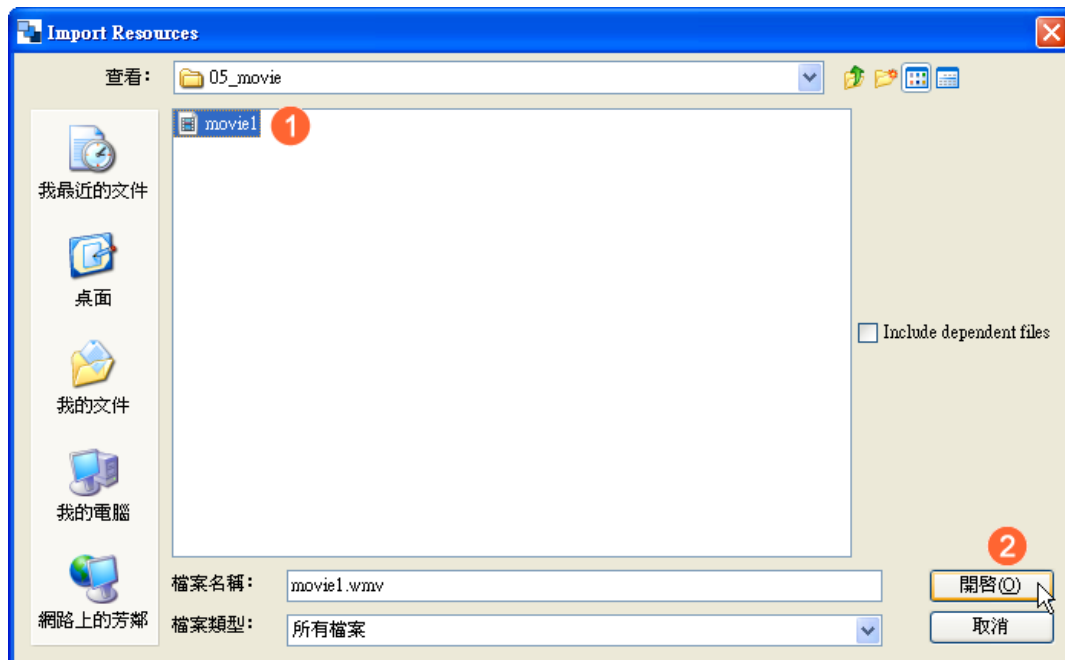 Import Resources
查看：
05_movie
movie1
1
我最近的文件
桌面
Include dependent files
我的文件
我的電腦
2
檔案名稱：
movie1.wmv
開啓(O)
網路上的芳鄰
檔案類型：
所有檔案
取消